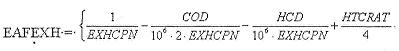 EAFEXH = { 1/EXHCPN − COD/(10⁶ · 2 · EXHCPN) − HCD/(10⁶ · EXHCPN) + HTCRAT/4 ·